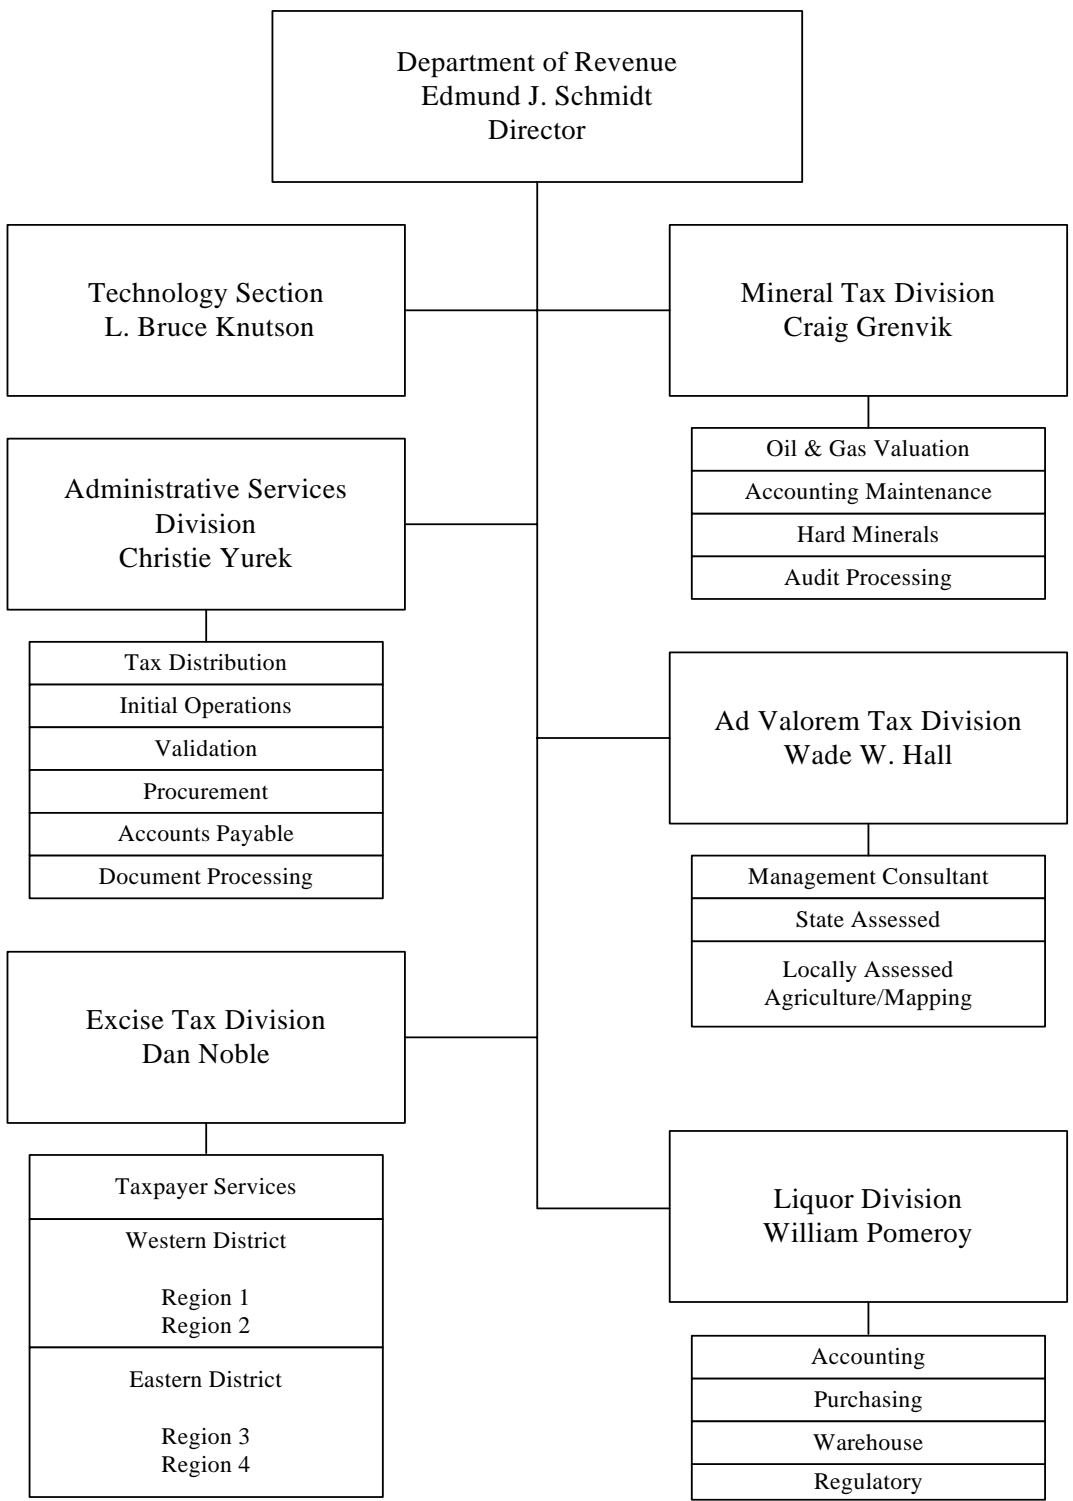 Department of Revenue
Edmund J. Schmidt
Director
Technology Section
L. Bruce Knutson
Mineral Tax Division
Craig Grenvik
Oil & Gas Valuation
Accounting Maintenance
Hard Minerals
Audit Processing
Administrative Services
Division
Christie Yurek
Tax Distribution
Initial Operations
Validation
Procurement
Accounts Payable
Document Processing
Ad Valorem Tax Division
Wade W. Hall
Management Consultant
State Assessed
Locally Assessed
Agriculture/Mapping
Excise Tax Division
Dan Noble
Taxpayer Services
Western District
Region 1
Region 2
Eastern District
Region 3
Region 4
Liquor Division
William Pomeroy
Accounting
Purchasing
Warehouse
Regulatory